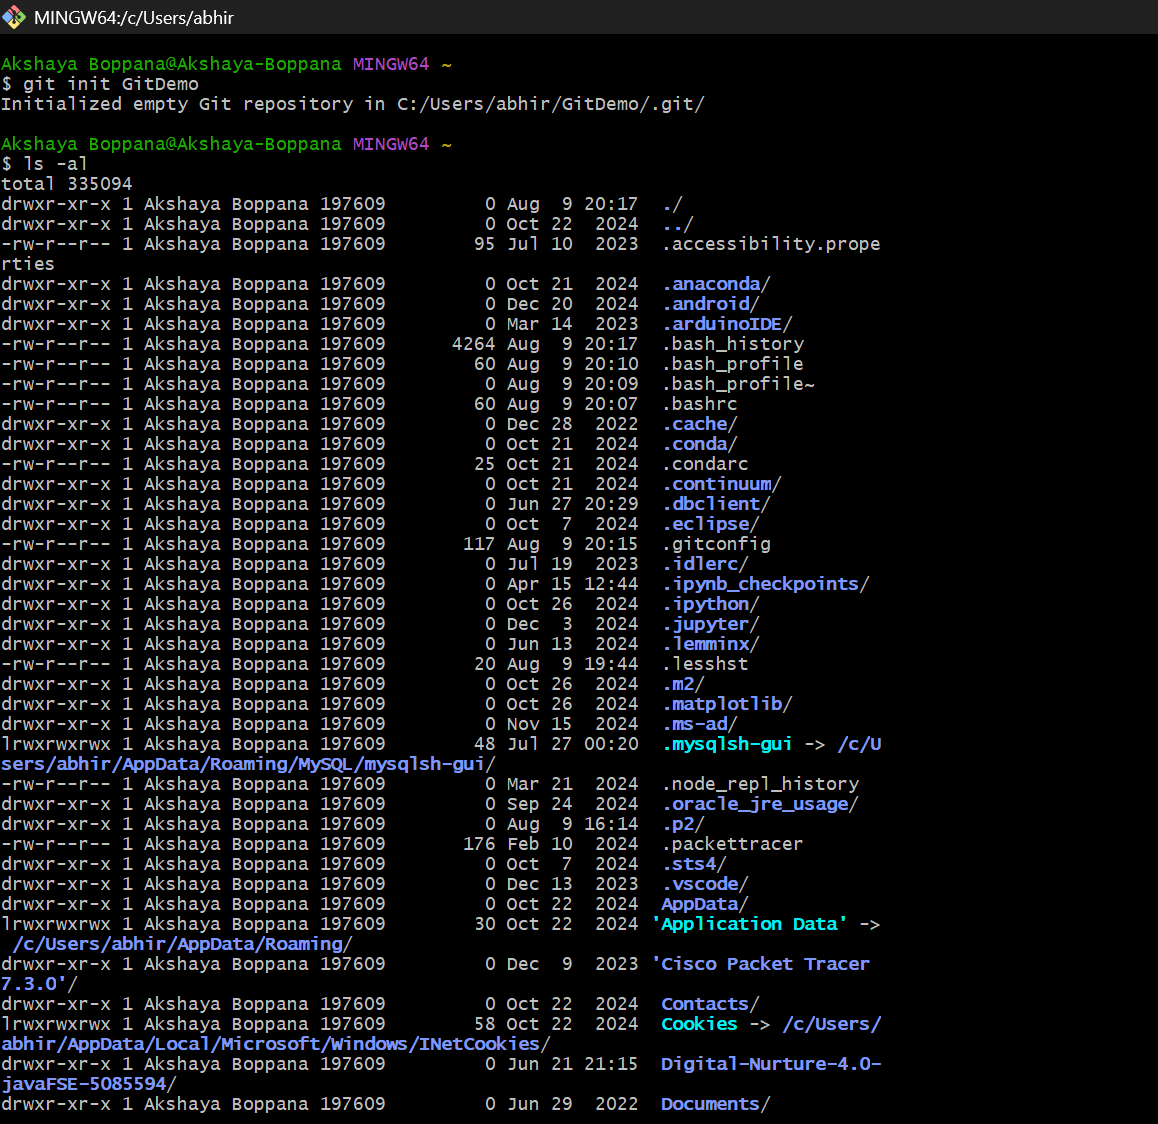 MINGW64:/c/Users/abhir
Akshaya Boppana@Akshaya-Boppana MINGW64 ~
$ git init GitDemo
Initialized empty Git repository in C:/Users/abhir/GitDemo/.git/
Akshaya Boppana@Akshaya-Boppana MINGW64 ~
$ ls -al
total 335094
drwxr-xr-x 1 Akshaya Boppana 197609         0 Aug  9 20:17  ./
drwxr-xr-x 1 Akshaya Boppana 197609         0 Oct 22  2024  ../
-rw-r--r-- 1 Akshaya Boppana 197609        95 Jul 10  2023  .accessibility.prope
rties
drwxr-xr-x 1 Akshaya Boppana 197609         0 Oct 21  2024  .anaconda/
drwxr-xr-x 1 Akshaya Boppana 197609         0 Dec 20  2024  .android/
drwxr-xr-x 1 Akshaya Boppana 197609         0 Mar 14  2023  .arduinoIDE/
-rw-r--r-- 1 Akshaya Boppana 197609      4264 Aug  9 20:17  .bash_history
-rw-r--r-- 1 Akshaya Boppana 197609        60 Aug  9 20:10  .bash_profile
-rw-r--r-- 1 Akshaya Boppana 197609         0 Aug  9 20:09  .bash_profile~
-rw-r--r-- 1 Akshaya Boppana 197609        60 Aug  9 20:07  .bashrc
drwxr-xr-x 1 Akshaya Boppana 197609         0 Dec 28  2022  .cache/
drwxr-xr-x 1 Akshaya Boppana 197609         0 Oct 21  2024  .conda/
-rw-r--r-- 1 Akshaya Boppana 197609        25 Oct 21  2024  .condarc
drwxr-xr-x 1 Akshaya Boppana 197609         0 Oct 21  2024  .continuum/
drwxr-xr-x 1 Akshaya Boppana 197609         0 Jun 27 20:29  .dbclient/
drwxr-xr-x 1 Akshaya Boppana 197609         0 Oct  7  2024  .eclipse/
-rw-r--r-- 1 Akshaya Boppana 197609       117 Aug  9 20:15  .gitconfig
drwxr-xr-x 1 Akshaya Boppana 197609         0 Jul 19  2023  .idlerc/
drwxr-xr-x 1 Akshaya Boppana 197609         0 Apr 15 12:44  .ipynb_checkpoints/
drwxr-xr-x 1 Akshaya Boppana 197609         0 Oct 26  2024  .ipython/
drwxr-xr-x 1 Akshaya Boppana 197609         0 Dec  3  2024  .jupyter/
drwxr-xr-x 1 Akshaya Boppana 197609         0 Jun 13  2024  .lemminx/
-rw-r--r-- 1 Akshaya Boppana 197609        20 Aug  9 19:44  .lesshst
drwxr-xr-x 1 Akshaya Boppana 197609         0 Oct 26  2024  .m2/
drwxr-xr-x 1 Akshaya Boppana 197609         0 Oct 26  2024  .matplotlib/
drwxr-xr-x 1 Akshaya Boppana 197609         0 Nov 15  2024  .ms-ad/
lrwxrwxrwx 1 Akshaya Boppana 197609        48 Jul 27 00:20  .mysqlsh-gui -> /c/U
sers/abhir/AppData/Roaming/MySQL/mysqlsh-gui/
-rw-r--r-- 1 Akshaya Boppana 197609         0 Mar 21  2024  .node_repl_history
drwxr-xr-x 1 Akshaya Boppana 197609         0 Sep 24  2024  .oracle_jre_usage/
drwxr-xr-x 1 Akshaya Boppana 197609         0 Aug  9 16:14  .p2/
-rw-r--r-- 1 Akshaya Boppana 197609       176 Feb 10  2024  .packettracer
drwxr-xr-x 1 Akshaya Boppana 197609         0 Oct  7  2024  .sts4/
drwxr-xr-x 1 Akshaya Boppana 197609         0 Dec 13  2023  .vscode/
drwxr-xr-x 1 Akshaya Boppana 197609         0 Oct 22  2024  AppData/
lrwxrwxrwx 1 Akshaya Boppana 197609        30 Oct 22  2024 'Application Data' ->
 /c/Users/abhir/AppData/Roaming/
drwxr-xr-x 1 Akshaya Boppana 197609         0 Dec  9  2023 'Cisco Packet Tracer
7.3.0'/
drwxr-xr-x 1 Akshaya Boppana 197609         0 Oct 22  2024  Contacts/
lrwxrwxrwx 1 Akshaya Boppana 197609        58 Oct 22  2024  Cookies -> /c/Users/
abhir/AppData/Local/Microsoft/Windows/INetCookies/
drwxr-xr-x 1 Akshaya Boppana 197609         0 Jun 21 21:15  Digital-Nurture-4.0-
javaFSE-5085594/
drwxr-xr-x 1 Akshaya Boppana 197609         0 Jun 29  2022  Documents/